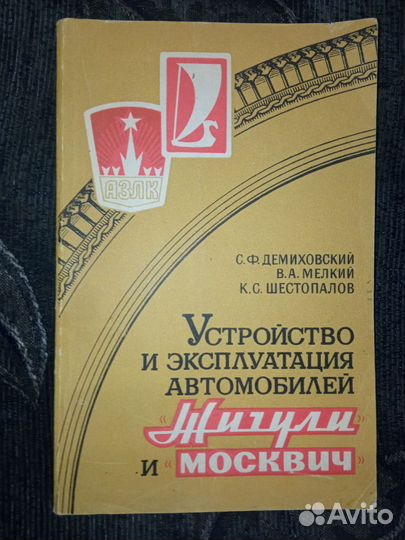 АЗЛК
С.Ф. ДЕМИХОВСКИЙ
В.А. МЕЛКИЙ
К.С. ШЕСТОПАЛОВ
УСТРОЙСТВО
И ЭКСПЛУАТАЦИЯ
АВТОМОБИЛЕЙ
"Жигули"
И "МОСКВИЧ"
Avito